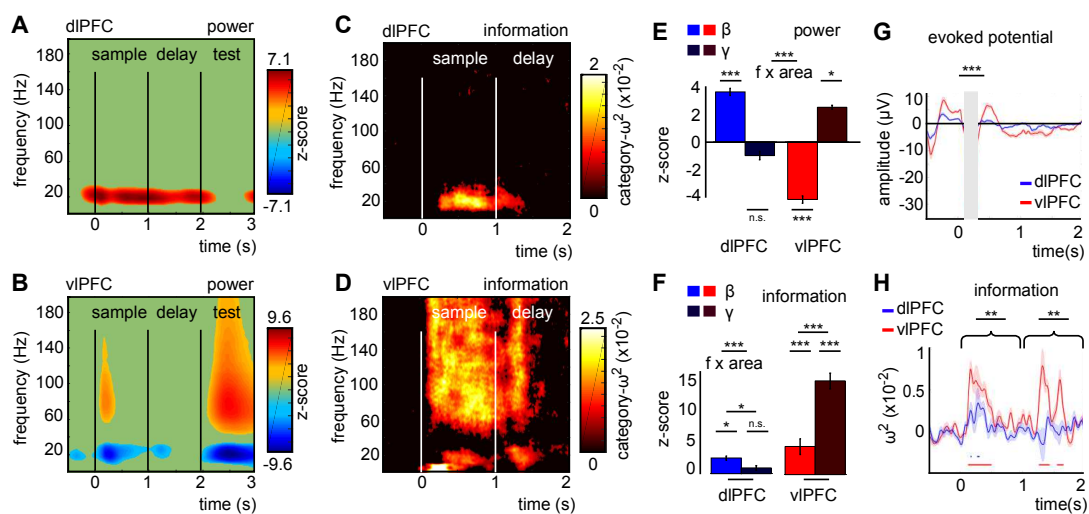 A
dlPFC power
sample delay test
frequency (Hz)
180
140
100
60
20
0 1 2 3
time (s)
7.1
z-score
-7.1
B
vlPFC power
sample delay test
frequency (Hz)
180
140
100
60
20
0 1 2 3
time (s)
9.6
z-score
-9.6
C
dlPFC information
sample delay
frequency (Hz)
180
140
100
60
20
0 1
time (s)
2
category-ω² (x10⁻²)
0
D
vlPFC information
sample delay
frequency (Hz)
180
140
100
60
20
0 1
time (s)
2.5
category-ω² (x10⁻²)
0
E
β
γ
power
***
f x area
*** *
z-score
4
2
0
-2
-4
n.s. ***
dlPFC vlPFC
F
β
γ
information
***
*** f x area *** ***
* * n.s.
z-score
15
10
5
0
dlPFC vlPFC
G
evoked potential
***
amplitude (µV)
10
0
-10
-20
-30
dlPFC
vlPFC
0 1 2
time(s)
H
dlPFC information
vlPFC
** **
ω² (x10⁻²)
1
0.5
0
0 1 2
time(s)